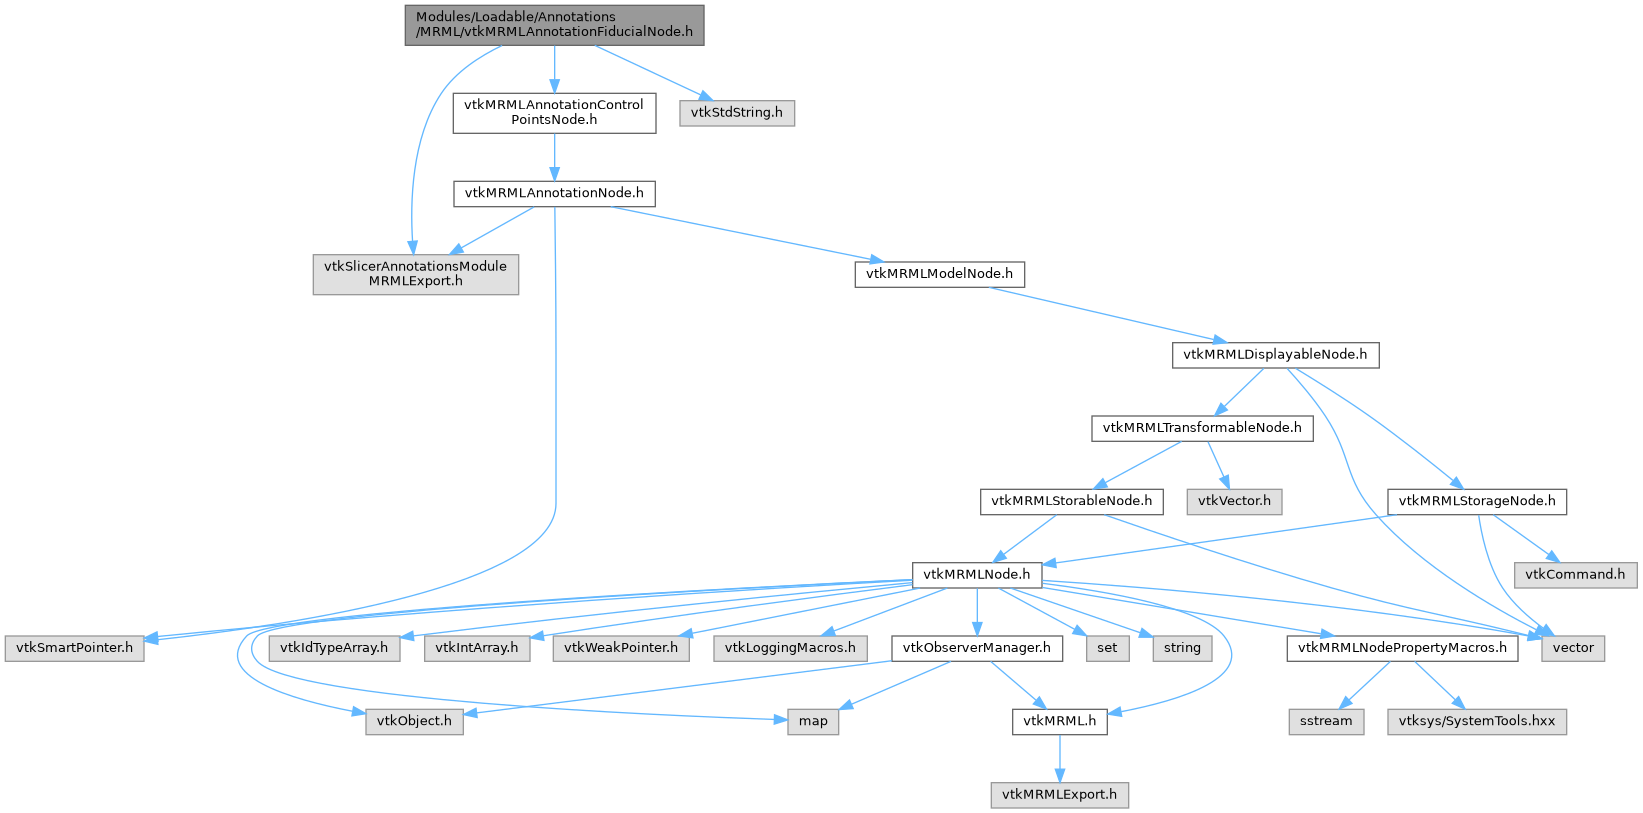 Modules/Loadable/Annotations
/MRML/vtkMRMLAnnotationFiducialNode.h
vtkMRMLAnnotationControl
PointsNode.h
vtkStdString.h
vtkMRMLAnnotationNode.h
vtkSlicerAnnotationsModule
MRMLExport.h
vtkMRMLModelNode.h
vtkMRMLDisplayableNode.h
vtkMRMLTransformableNode.h
vtkMRMLStorableNode.h
vtkVector.h
vtkMRMLStorageNode.h
vtkMRMLNode.h
vtkCommand.h
vtkSmartPointer.h
vtkIdTypeArray.h
vtkIntArray.h
vtkWeakPointer.h
vtkLoggingMacros.h
vtkObserverManager.h
set
string
vtkMRMLNodePropertyMacros.h
vector
vtkObject.h
map
vtkMRML.h
sstream
vtksys/SystemTools.hxx
vtkMRMLExport.h